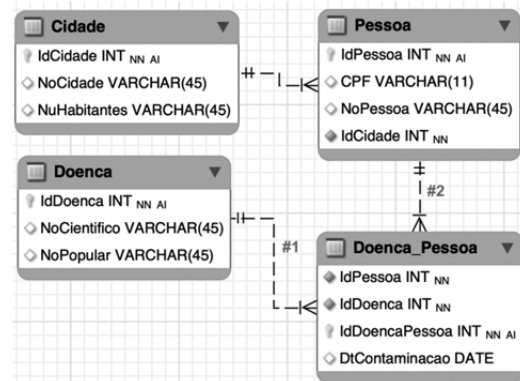 Cidade
IdCidade INT NN AI
NoCidade VARCHAR(45)
NuHabitantes VARCHAR(45)
Pessoa
IdPessoa INT NN AI
CPF VARCHAR(11)
NoPessoa VARCHAR(45)
IdCidade INT NN
Doenca
IdDoenca INT NN AI
NoCientifico VARCHAR(45)
NoPopular VARCHAR(45)
#1
#2
Doenca_Pessoa
IdPessoa INT NN
IdDoenca INT NN
IdDoencaPessoa INT NN AI
DtContaminacao DATE